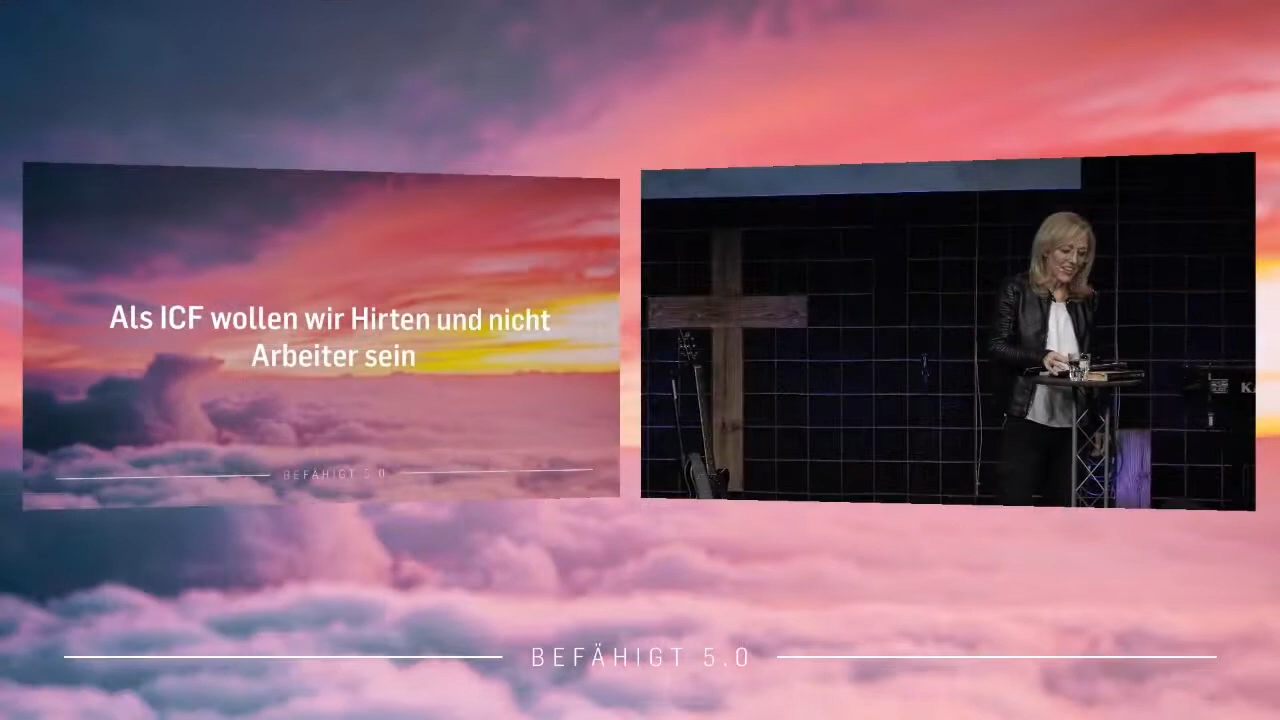 Als ICF wollen wir Hirten und nicht
Arbeiter sein
BEFÄHIGT 5.0
BEFÄHIGT 5.0